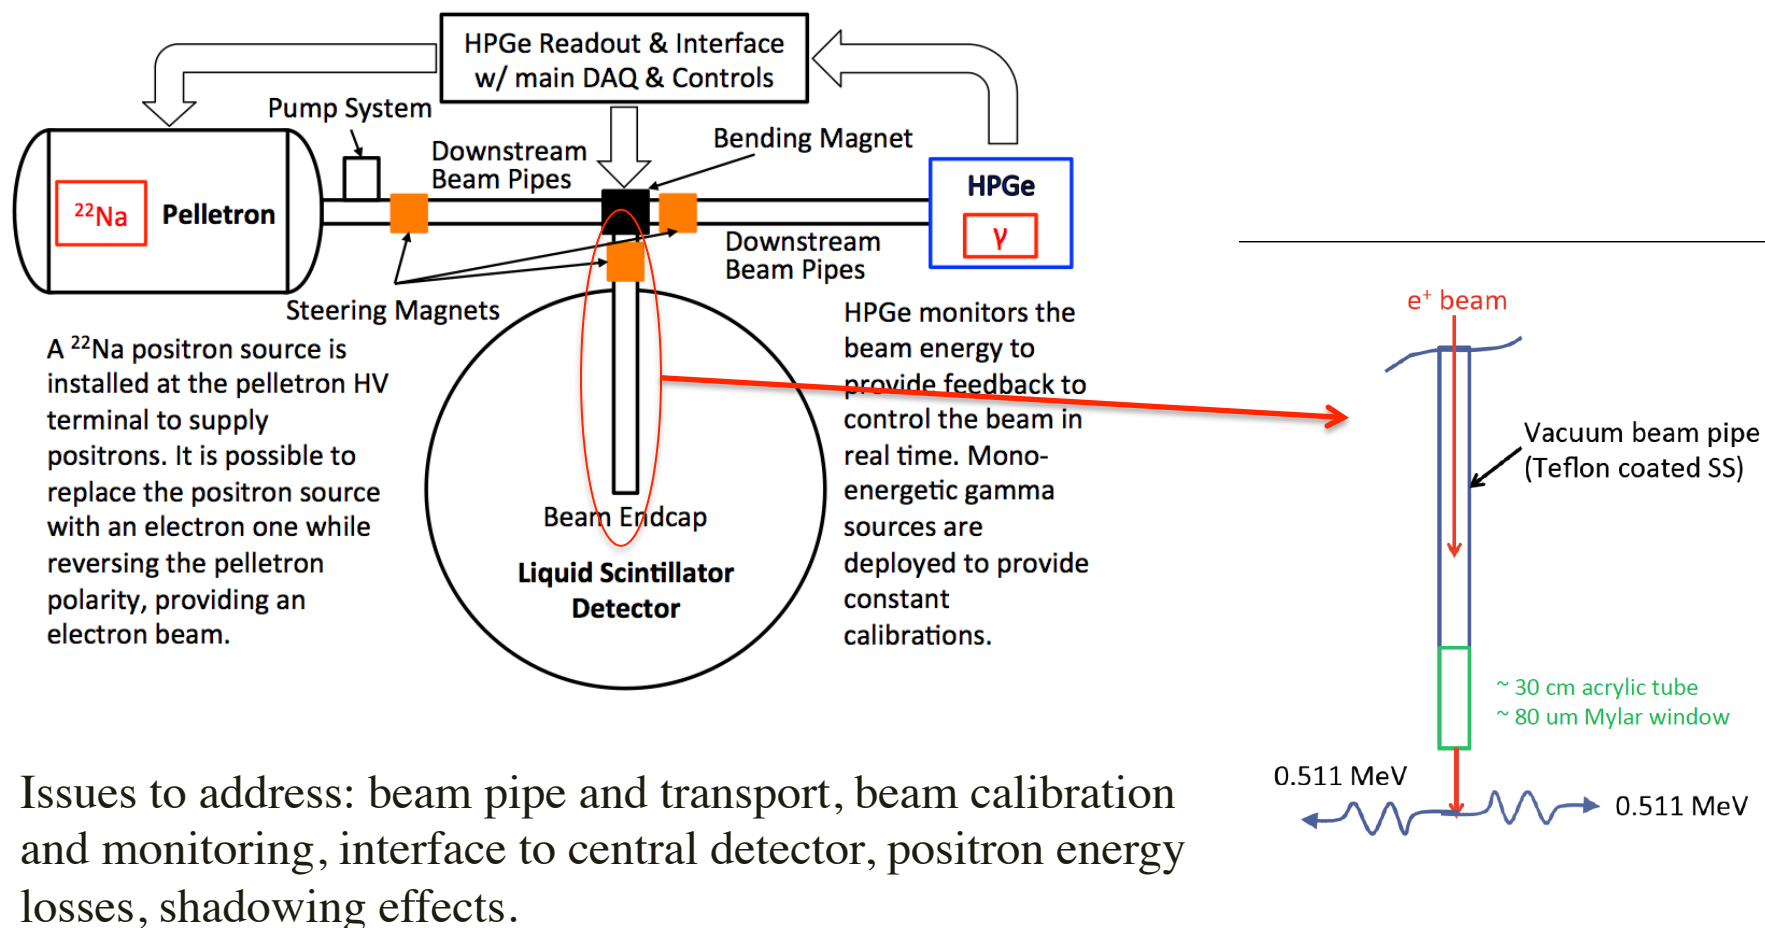 HPGe Readout & Interface
w/ main DAQ & Controls
Pump System
Downstream
Beam Pipes
Bending Magnet
²²Na
Pelletron
HPGe
γ
Downstream
Beam Pipes
Steering Magnets
A ²²Na positron source is
installed at the pelletron HV
terminal to supply
positrons. It is possible to
replace the positron source
with an electron one while
reversing the pelletron
polarity, providing an
electron beam.
Beam Endcap
Liquid Scintillator
Detector
HPGe monitors the
beam energy to
provide feedback to
control the beam in
real time. Mono-
energetic gamma
sources are
deployed to provide
constant
calibrations.
e⁺ beam
Vacuum beam pipe
(Teflon coated SS)
~ 30 cm acrylic tube
~ 80 um Mylar window
0.511 MeV
0.511 MeV
Issues to address: beam pipe and transport, beam calibration
and monitoring, interface to central detector, positron energy
losses, shadowing effects.